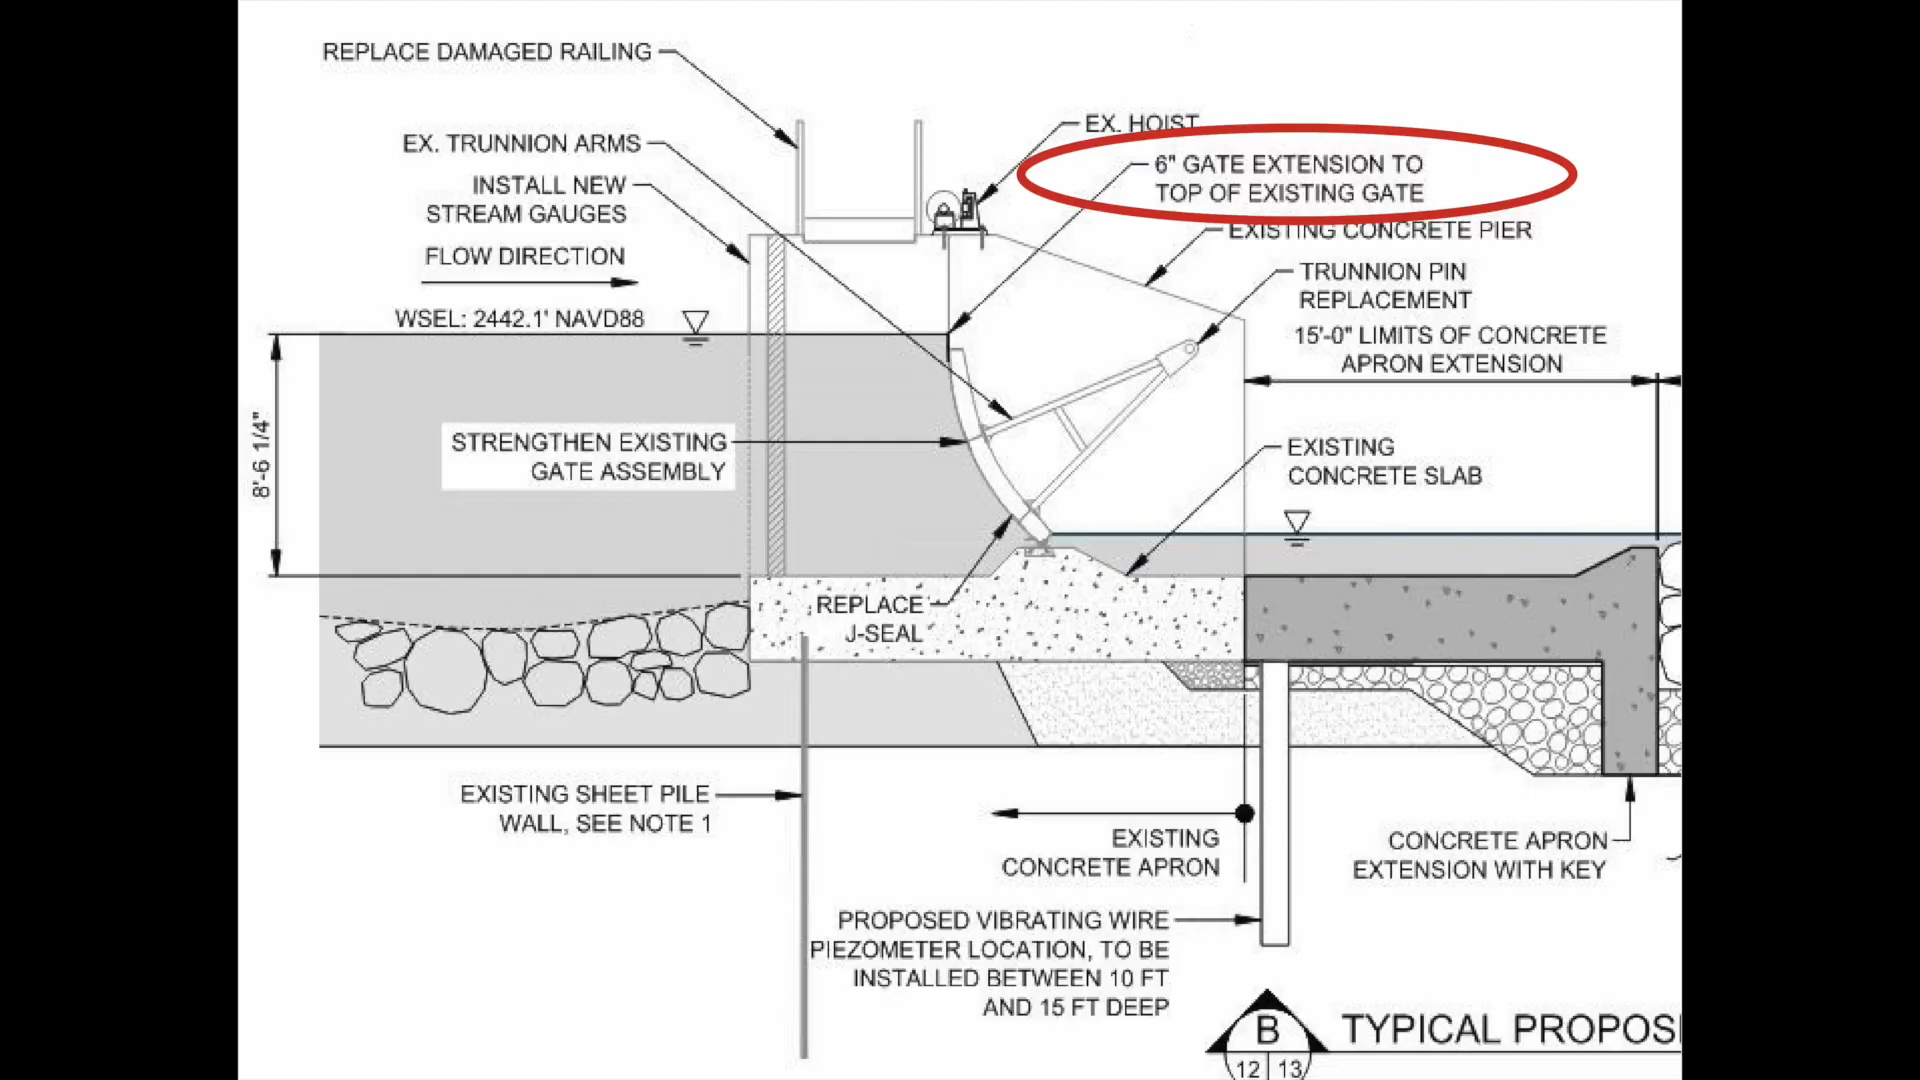 REPLACE DAMAGED RAILING
EX. HOIST
EX. TRUNNION ARMS
6" GATE EXTENSION TO
TOP OF EXISTING GATE
INSTALL NEW
STREAM GAUGES
EXISTING CONCRETE PIER
FLOW DIRECTION
TRUNNION PIN
REPLACEMENT
WSEL: 2442.1' NAVD88
15'-0" LIMITS OF CONCRETE
APRON EXTENSION
8'-6 1/4"
STRENGTHEN EXISTING
GATE ASSEMBLY
EXISTING
CONCRETE SLAB
REPLACE
J-SEAL
EXISTING SHEET PILE
WALL, SEE NOTE 1
EXISTING
CONCRETE APRON
CONCRETE APRON
EXTENSION WITH KEY
PROPOSED VIBRATING WIRE
PIEZOMETER LOCATION, TO BE
INSTALLED BETWEEN 10 FT
AND 15 FT DEEP
B
12 13
TYPICAL PROPOS